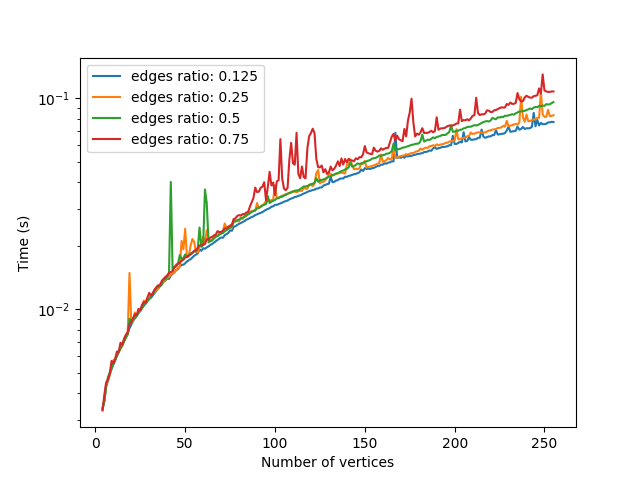 edges ratio: 0.125
edges ratio: 0.25
edges ratio: 0.5
edges ratio: 0.75
10⁻¹
10⁻²
Time (s)
0 50 100 150 200 250
Number of vertices